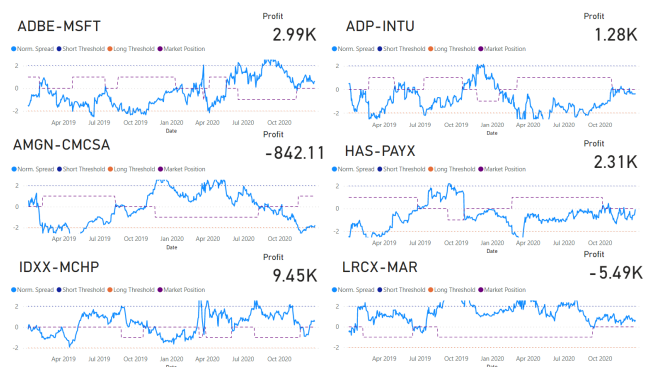 ADBE-MSFT
Profit
2.99K
Norm. Spread Short Threshold Long Threshold Market Position
2
0
-2
Apr 2019 Jul 2019 Oct 2019 Jan 2020 Apr 2020 Jul 2020 Oct 2020
Date
ADP-INTU
Profit
1.28K
Norm. Spread Short Threshold Long Threshold Market Position
2
0
-2
Apr 2019 Jul 2019 Oct 2019 Jan 2020 Apr 2020 Jul 2020 Oct 2020
Date
AMGN-CMCSA
Profit
-842.11
Norm. Spread Short Threshold Long Threshold Market Position
2
0
-2
Apr 2019 Jul 2019 Oct 2019 Jan 2020 Apr 2020 Jul 2020 Oct 2020
Date
HAS-PAYX
Profit
2.31K
Norm. Spread Short Threshold Long Threshold Market Position
2
0
-2
Apr 2019 Jul 2019 Oct 2019 Jan 2020 Apr 2020 Jul 2020 Oct 2020
Date
IDXX-MCHP
Profit
9.45K
Norm. Spread Short Threshold Long Threshold Market Position
2
0
-2
Apr 2019 Jul 2019 Oct 2019 Jan 2020 Apr 2020 Jul 2020 Oct 2020
Date
LRCX-MAR
Profit
-5.49K
Norm. Spread Short Threshold Long Threshold Market Position
2
0
-2
Apr 2019 Jul 2019 Oct 2019 Jan 2020 Apr 2020 Jul 2020 Oct 2020
Date